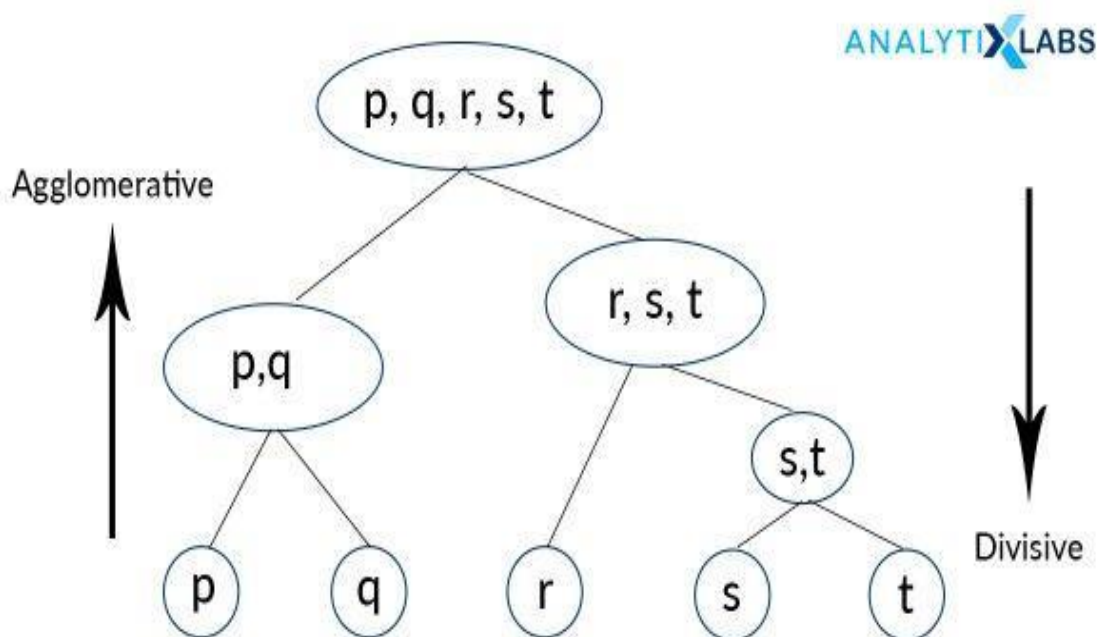 ANALYTIXLABS
p, q, r, s, t
Agglomerative
r, s, t
p,q
s,t
Divisive
p
q
r
s
t